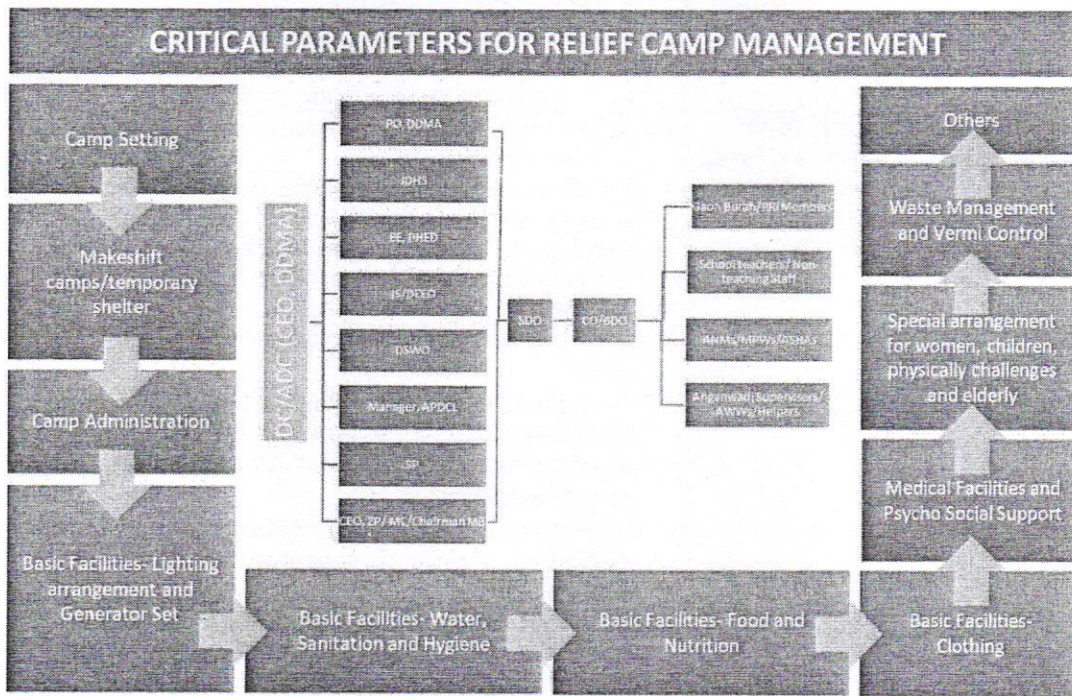 CRITICAL PARAMETERS FOR RELIEF CAMP MANAGEMENT
Camp Setting
Makeshift
camps/temporary
shelter
Camp Administration
Basic Facilities- Lighting
arrangement and
Generator Set
Basic Facilities- Water,
Sanitation and Hygiene
Basic Facilities- Food and
Nutrition
Basic Facilities-
Clothing
Medical Facilities and
Psycho Social Support
Special arrangement
for women, children,
physically challenges
and elderly
Waste Management
and Vermi Control
Others
DC/ADC (CEO, DDMA)
PO, DDMA
JDHS
EE, PHED
IS/DEEO
DSWO
Manager, APDCL
SP
CEO, ZP/ MC/Chairman MB
SDO
CO/BDO
Gaon Burah/PRI Members
School teachers/ Non-
teaching staff
ANMs/MPWs/ASHAS
Anganwadi Supervisors/
AWWs/Helpers